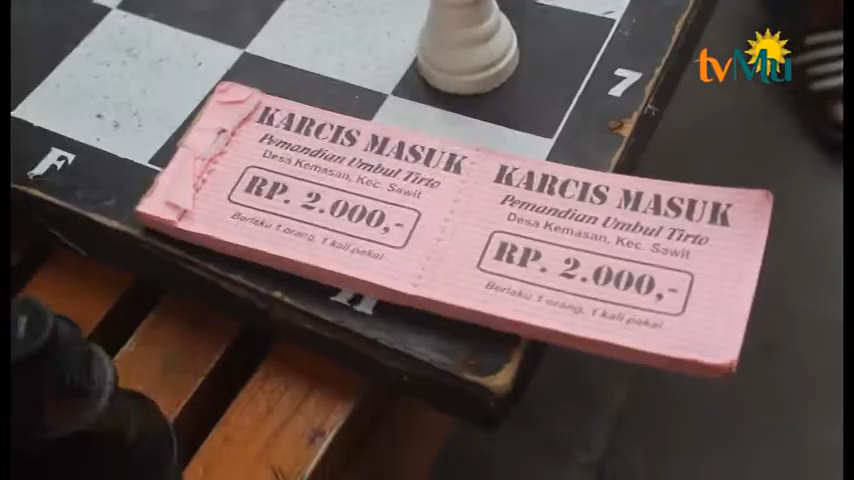 tvMu
7
F
H
KARCIS MASUK
Pemandian Umbul Tirto
Desa Kemasan, Kec. Sawit
RP. 2.000,-
Berlaku 1 orang, 1 kali pakai
KARCIS MASUK
Pemandian Umbul Tirto
Desa Kemasan, Kec. Sawit
RP. 2.000,-
Berlaku 1 orang, 1 kali pakai